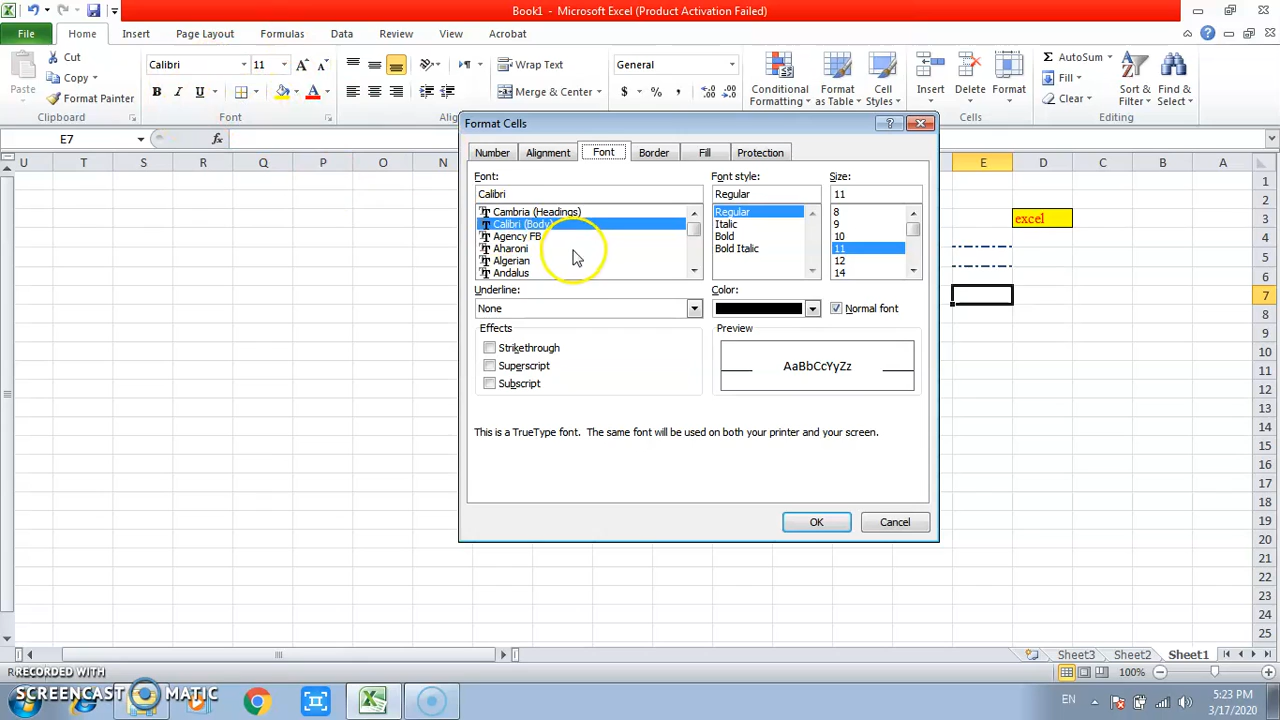 Book1 - Microsoft Excel (Product Activation Failed)
File Home Insert Page Layout Formulas Data Review View Acrobat
Cut
Copy
Format Painter
Paste
Clipboard
Calibri 11
B I U A
Font
Wrap Text
Merge & Center
General
$ % ,
Conditional Formatting
Format as Table
Cell Styles
Insert Delete Format
Cells
AutoSum
Fill
Clear
Sort & Filter
Find & Select
Editing
E7 fx
U T S R Q P O N E D C B A
1
2
3
4
5
6
7
8
9
10
11
12
13
14
15
16
17
18
19
20
21
22
23
24
25
excel
Format Cells
Number Alignment Font Border Fill Protection
Font: Font style: Size:
Calibri Regular 11
Cambria (Headings) Regular 8
Calibri (Body) Italic 9
Agency FB Bold 10
Aharoni Bold Italic 11
Algerian 12
Andalus 14
Underline: Color:
None Normal font
Effects Preview
Strikethrough
Superscript
Subscript
AaBbCcYyZz
This is a TrueType font. The same font will be used on both your printer and your screen.
OK Cancel
Sheet3 Sheet2 Sheet1
100%
RECORDED WITH
SCREENCAST MATIC
EN
5:23 PM
3/17/2020